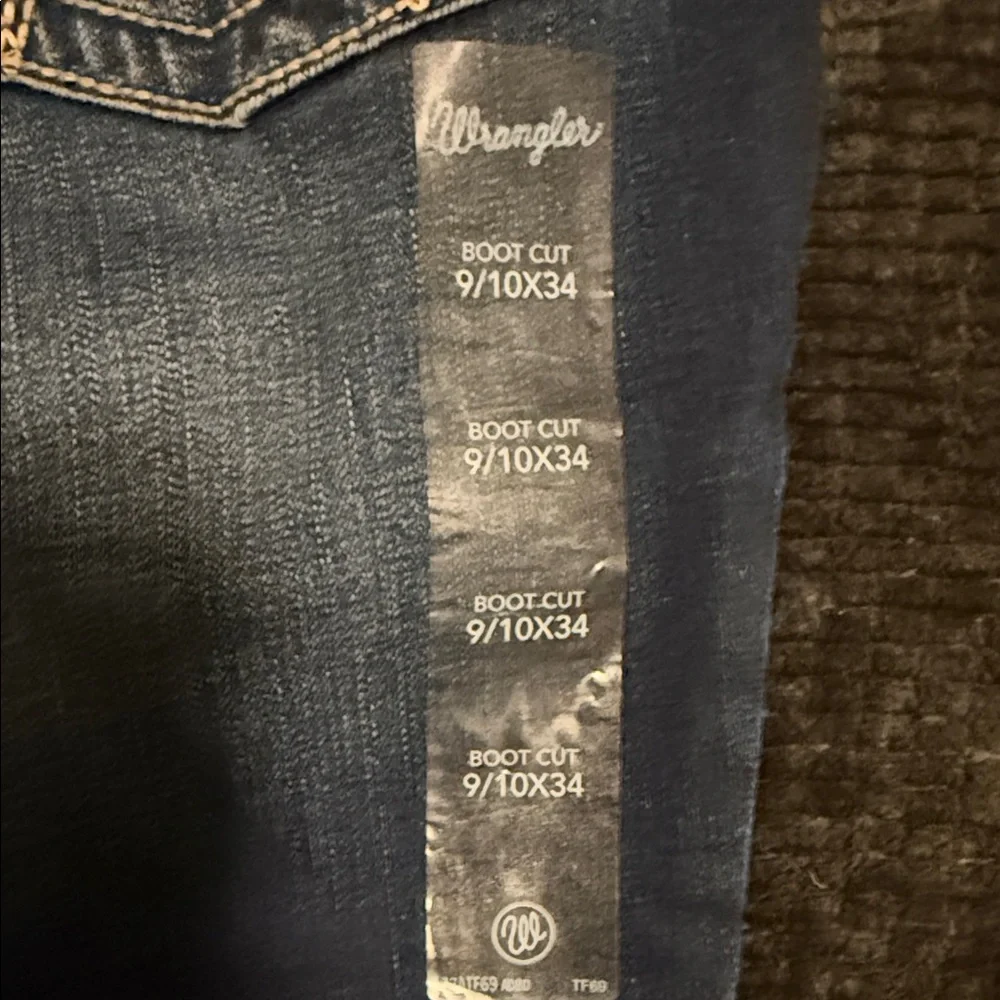 Wrangler
BOOT CUT
9/10X34
BOOT CUT
9/10X34
BOOT CUT
9/10X34
BOOT CUT
9/10X34
W
TF69